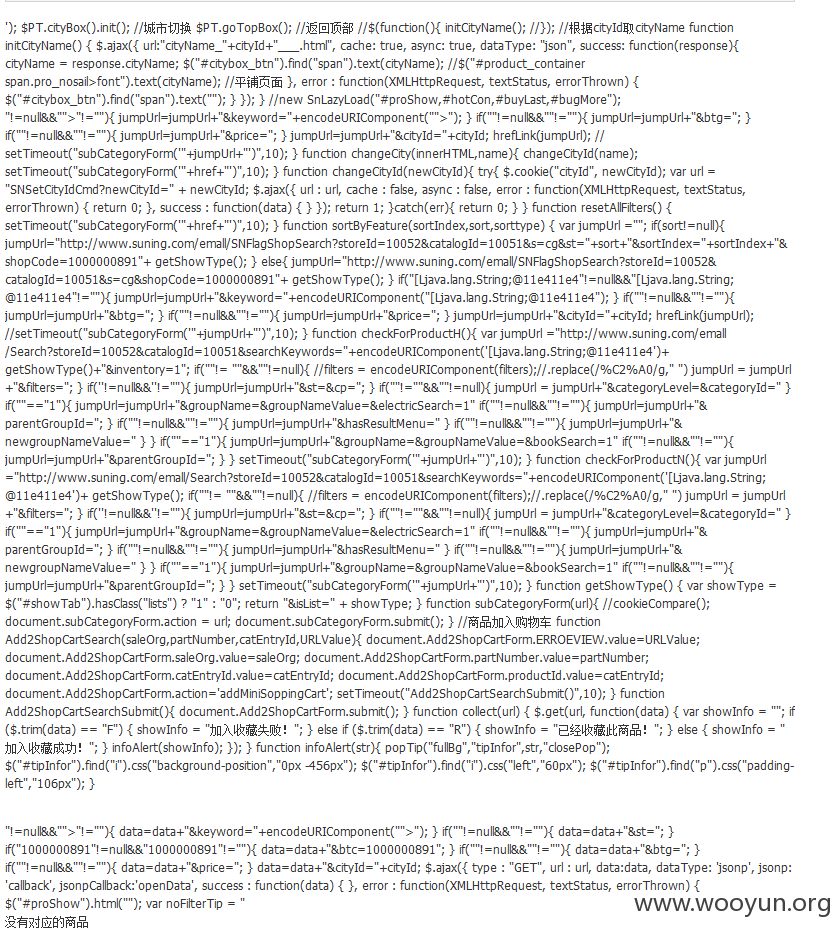 '); $PT.cityBox().init(); //城市切换 $PT.goTopBox(); //返回顶部 //$(function(){ initCityName(); //}); //根据cityId取cityName function
initCityName() { $.ajax({ url:"cityName_"+cityId+"___.html", cache: true, async: true, dataType: "json", success: function(response){
cityName = response.cityName; $("#citybox_btn").find("span").text(cityName); //$("#product_container
span.pro_nosail>font").text(cityName); //平铺页面 }, error : function(XMLHttpRequest, textStatus, errorThrown) {
$("#citybox_btn").find("span").text(""); } }); } //new SnLazyLoad("#proShow,#hotCon,#buyLast,#bugMore");
"!=null&&"">"!=""){ jumpUrl=jumpUrl+"&keyword="+encodeURIComponent("">"); } if(""!=null&&""!=""){ jumpUrl=jumpUrl+"&btg="; }
if(""!=null&&""!=""){ jumpUrl=jumpUrl+"&price="; } jumpUrl=jumpUrl+"&cityId="+cityId; hrefLink(jumpUrl); //
setTimeout("subCategoryForm('"+jumpUrl+"')",10); } function changeCity(innerHTML,name){ changeCityId(name);
setTimeout("subCategoryForm('"+href+"')",10); } function changeCityId(newCityId){ try{ $.cookie("cityId", newCityId); var url =
"SNSetCityIdCmd?newCityId=" + newCityId; $.ajax({ url : url, cache : false, async : false, error : function(XMLHttpRequest, textStatus,
errorThrown) { return 0; }, success : function(data) { } }); return 1; }catch(err){ return 0; } } function resetAllFilters() {
setTimeout("subCategoryForm('"+href+"')",10); } function sortByFeature(sortIndex,sort,sorttype) { var jumpUrl =""; if(sort!=null){
jumpUrl="http://www.suning.com/emall/SNFlagShopSearch?storeId=10052&catalogId=10051&s=cg&st="+sort+"&sortIndex="+sortIndex+"&
shopCode=1000000891"+ getShowType(); } else{ jumpUrl="http://www.suning.com/emall/SNFlagShopSearch?storeId=10052&
catalogId=10051&s=cg&shopCode=1000000891"+ getShowType(); } if("[Ljava.lang.String;@11e411e4"!=null&&"[Ljava.lang.String;
@11e411e4"!=""){ jumpUrl=jumpUrl+"&keyword="+encodeURIComponent("[Ljava.lang.String;@11e411e4"); } if(""!=null&&""!=""){
jumpUrl=jumpUrl+"&btg="; } if(""!=null&&""!=""){ jumpUrl=jumpUrl+"&price="; } jumpUrl=jumpUrl+"&cityId="+cityId; hrefLink(jumpUrl);
//setTimeout("subCategoryForm('"+jumpUrl+"')",10); } function checkForProductH(){ var jumpUrl ="http://www.suning.com/emall
/Search?storeId=10052&catalogId=10051&searchKeywords="+encodeURIComponent('[Ljava.lang.String;@11e411e4')+
getShowType()+"&inventory=1"; if(""!= ""&&""!=null){ //filters = encodeURIComponent(filters);//.replace(/%C2%A0/g," ") jumpUrl = jumpUrl
+"&filters="; } if(""!=null&&""!=""){ jumpUrl=jumpUrl+"&st=&cp="; } if(""!=""&&""!=null){ jumpUrl = jumpUrl+"&categoryLevel=&categoryId=" }
if(""=="1"){ jumpUrl=jumpUrl+"&groupName=&groupNameValue=&electricSearch=1" if(""!=null&&""!=""){ jumpUrl=jumpUrl+"&
parentGroupId="; } if(""!=null&&""!=""){ jumpUrl=jumpUrl+"&hasResultMenu=" } if(""!=null&&""!=""){ jumpUrl=jumpUrl+"&
newgroupNameValue=" } } if(""=="1"){ jumpUrl=jumpUrl+"&groupName=&groupNameValue=&bookSearch=1" if(""!=null&&""!=""){
jumpUrl=jumpUrl+"&parentGroupId="; } } setTimeout("subCategoryForm('"+jumpUrl+"')",10); } function checkForProductN(){ var jumpUrl
="http://www.suning.com/emall/Search?storeId=10052&catalogId=10051&searchKeywords="+encodeURIComponent('[Ljava.lang.String;
@11e411e4')+ getShowType(); if(""!= ""&&""!=null){ //filters = encodeURIComponent(filters);//.replace(/%C2%A0/g," ") jumpUrl = jumpUrl
+"&filters="; } if(""!=null&&""!=""){ jumpUrl=jumpUrl+"&st=&cp="; } if(""!=""&&""!=null){ jumpUrl = jumpUrl+"&categoryLevel=&categoryId=" }
if(""=="1"){ jumpUrl=jumpUrl+"&groupName=&groupNameValue=&electricSearch=1" if(""!=null&&""!=""){ jumpUrl=jumpUrl+"&
parentGroupId="; } if(""!=null&&""!=""){ jumpUrl=jumpUrl+"&hasResultMenu=" } if(""!=null&&""!=""){ jumpUrl=jumpUrl+"&
newgroupNameValue=" } } if(""=="1"){ jumpUrl=jumpUrl+"&groupName=&groupNameValue=&bookSearch=1" if(""!=null&&""!=""){
jumpUrl=jumpUrl+"&parentGroupId="; } } setTimeout("subCategoryForm('"+jumpUrl+"')",10); } function getShowType() { var showType =
$("#showTab").hasClass("lists") ? "1" : "0"; return "&isList=" + showType; } function subCategoryForm(url){ //cookieCompare();
document.subCategoryForm.action = url; document.subCategoryForm.submit(); } //商品加入购物车 function
Add2ShopCartSearch(saleOrg,partNumber,catEntryId,URLValue){ document.Add2ShopCartForm.ERROEVIEW.value=URLValue;
document.Add2ShopCartForm.saleOrg.value=saleOrg; document.Add2ShopCartForm.partNumber.value=partNumber;
document.Add2ShopCartForm.catEntryId.value=catEntryId; document.Add2ShopCartForm.productId.value=catEntryId;
document.Add2ShopCartForm.action='addMiniSoppingCart'; setTimeout("Add2ShopCartSearchSubmit()",10); } function
Add2ShopCartSearchSubmit(){ document.Add2ShopCartForm.submit(); } function collect(url) { $.get(url, function(data) { var showInfo = ""; if
($.trim(data) == "F") { showInfo = "加入收藏失败！"; } else if ($.trim(data) == "R") { showInfo = "已经收藏此商品！"; } else { showInfo = "
加入收藏成功！"; } infoAlert(showInfo); }); } function infoAlert(str){ popTip("fullBg","tipInfor",str,"closePop");
$("#tipInfor").find("i").css("background-position","0px -456px"); $("#tipInfor").find("i").css("left","60px"); $("#tipInfor").find("p").css("padding-
left","106px"); }
"!=null&&"">"!=""){ data=data+"&keyword="+encodeURIComponent("">"); } if(""!=null&&""!=""){ data=data+"&st="; }
if("1000000891"!=null&&"1000000891"!=""){ data=data+"&btc=1000000891"; } if(""!=null&&""!=""){ data=data+"&btg="; }
if(""!=null&&""!=""){ data=data+"&price="; } data=data+"&cityId="+cityId; $.ajax({ type : "GET", url : url, data:data, dataType: 'jsonp', jsonp:
'callback', jsonpCallback:'openData', success : function(data) { }, error : function(XMLHttpRequest, textStatus, errorThrown) {
$("#proShow").html(""); var noFilterTip = "
www.wooyun.org
没有对应的商品